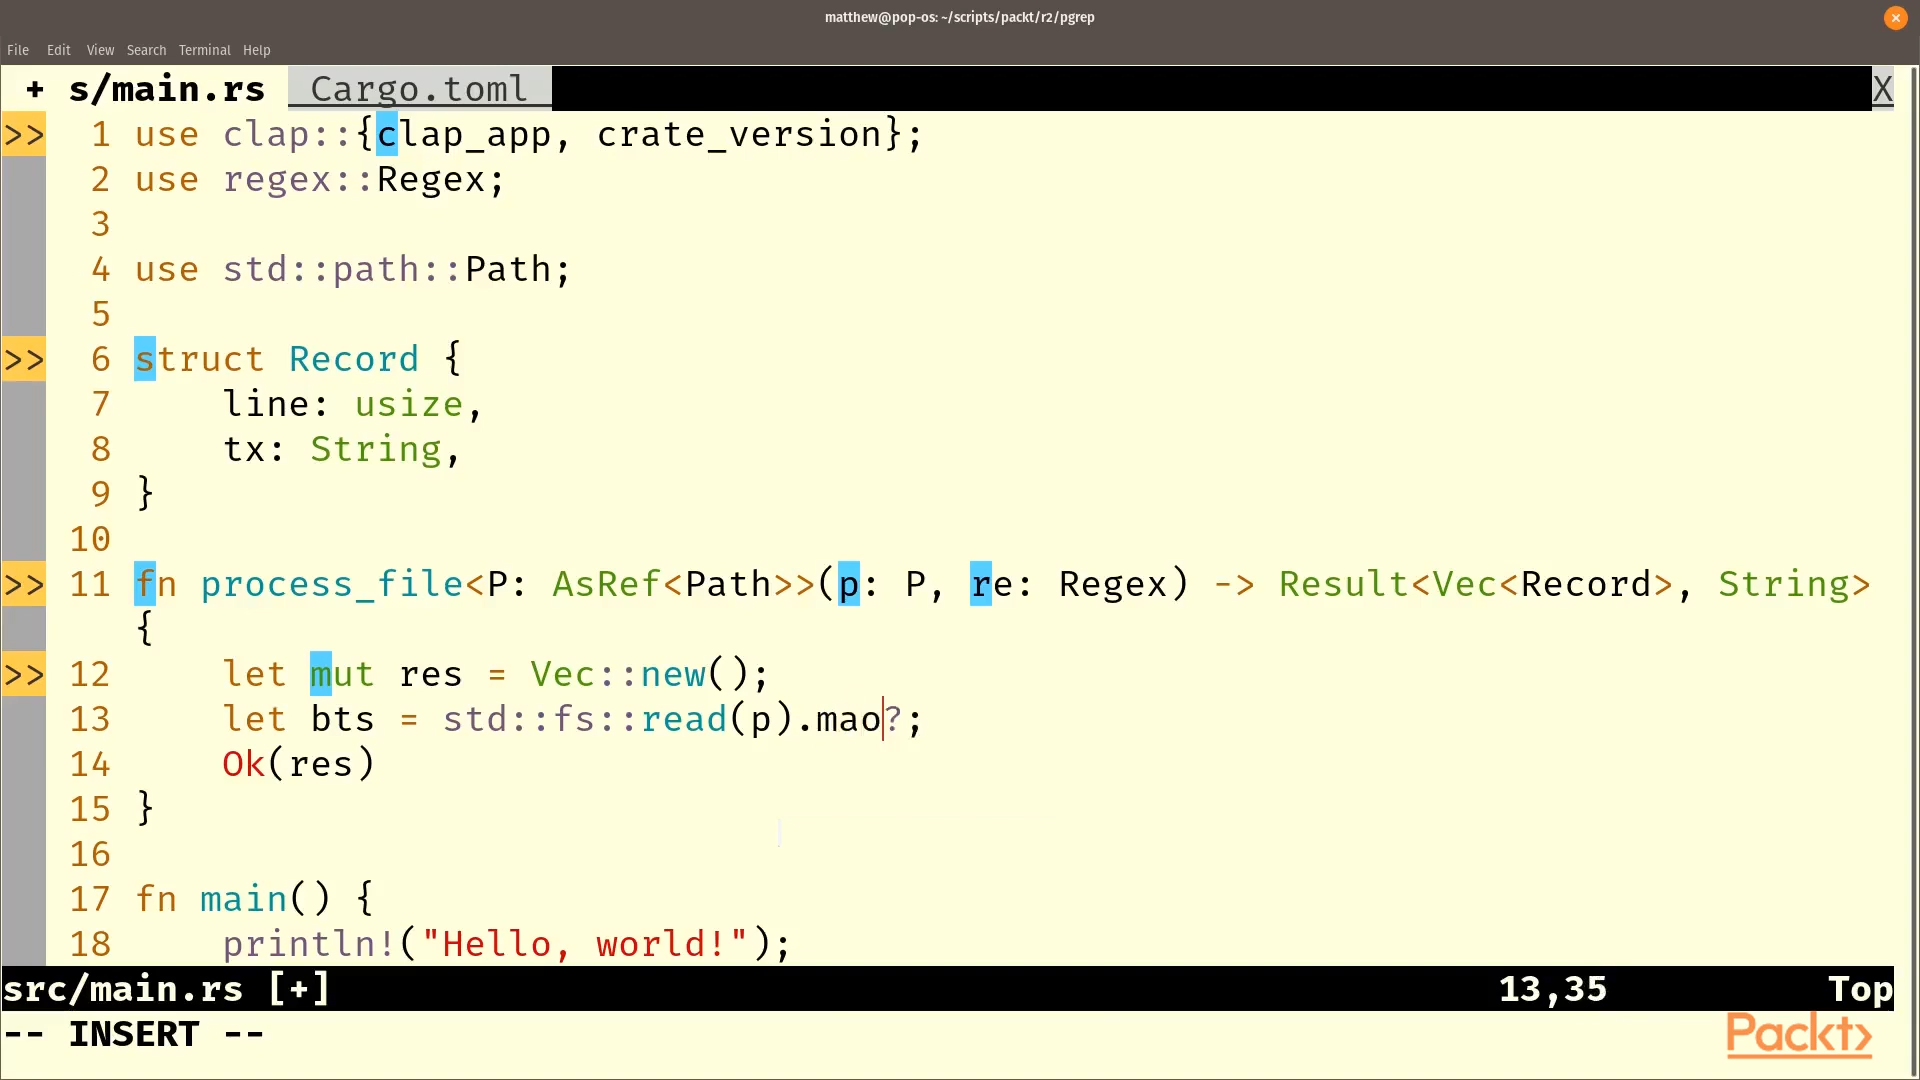 matthew@pop-os: ~/scripts/packt/r2/pgrep
File Edit View Search Terminal Help
+ s/main.rs Cargo.toml X
>> 1 use clap::{clap_app, crate_version};
2 use regex::Regex;
3
4 use std::path::Path;
5
>> 6 struct Record {
7 line: usize,
8 tx: String,
9 }
10
>> 11 fn process_file<P: AsRef<Path>>(p: P, re: Regex) -> Result<Vec<Record>, String>
{
>> 12 let mut res = Vec::new();
13 let bts = std::fs::read(p).mao?;
14 Ok(res)
15 }
16
17 fn main() {
18 println!("Hello, world!");
src/main.rs [+] 13,35 Top
-- INSERT --
Packt>